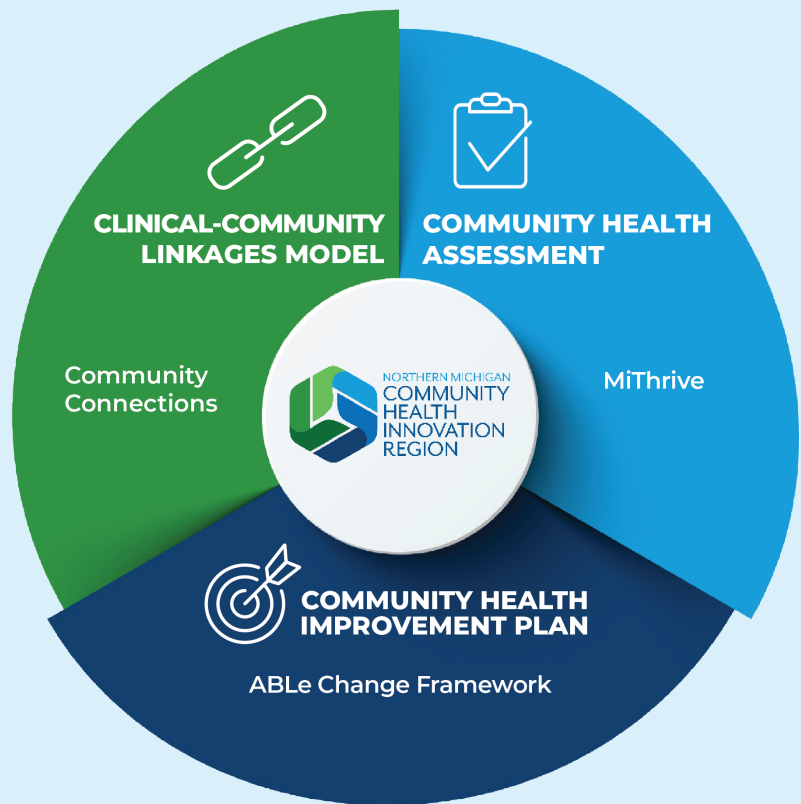 CLINICAL-COMMUNITY
LINKAGES MODEL
Community
Connections
COMMUNITY HEALTH
ASSESSMENT
MiThrive
NORTHERN MICHIGAN
COMMUNITY
HEALTH
INNOVATION
REGION
COMMUNITY HEALTH
IMPROVEMENT PLAN
ABLe Change Framework